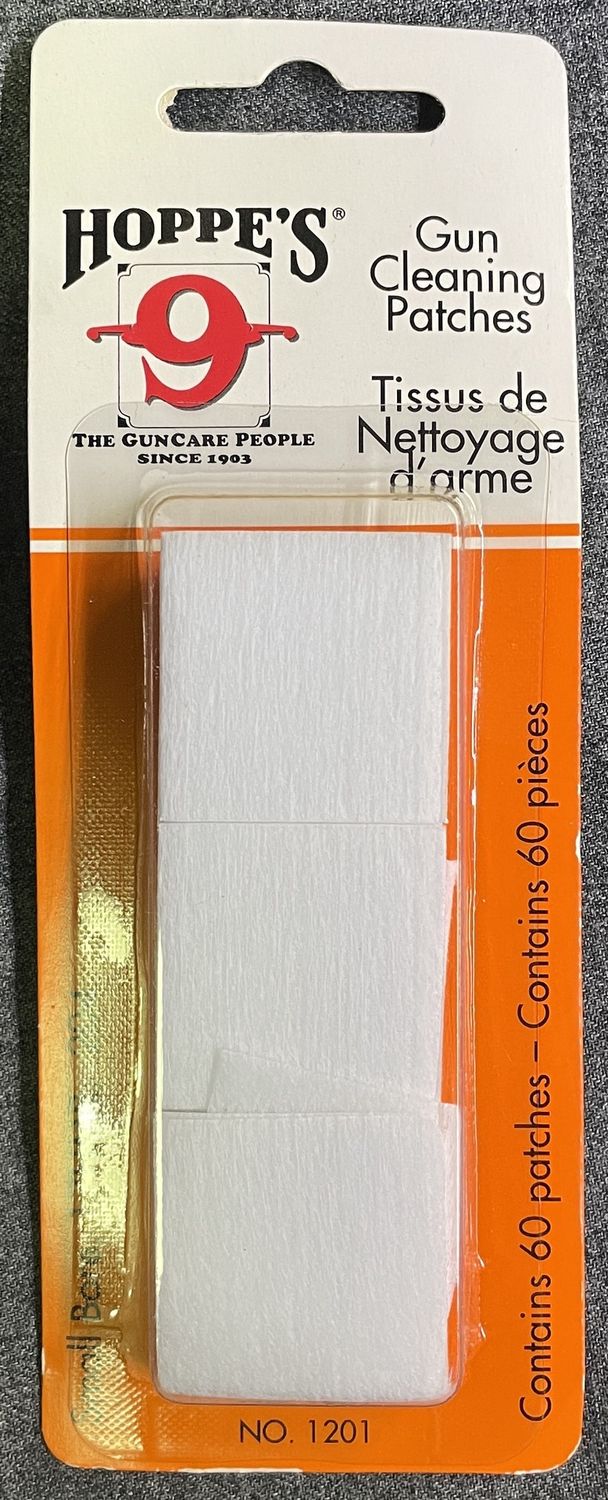 HOPPE'S®
9
THE GUNCARE PEOPLE
SINCE 1903
Gun
Cleaning
Patches
Tissus de
Nettoyage
d'arme
Contains 60 patches – Contains 60 pièces
NO. 1201